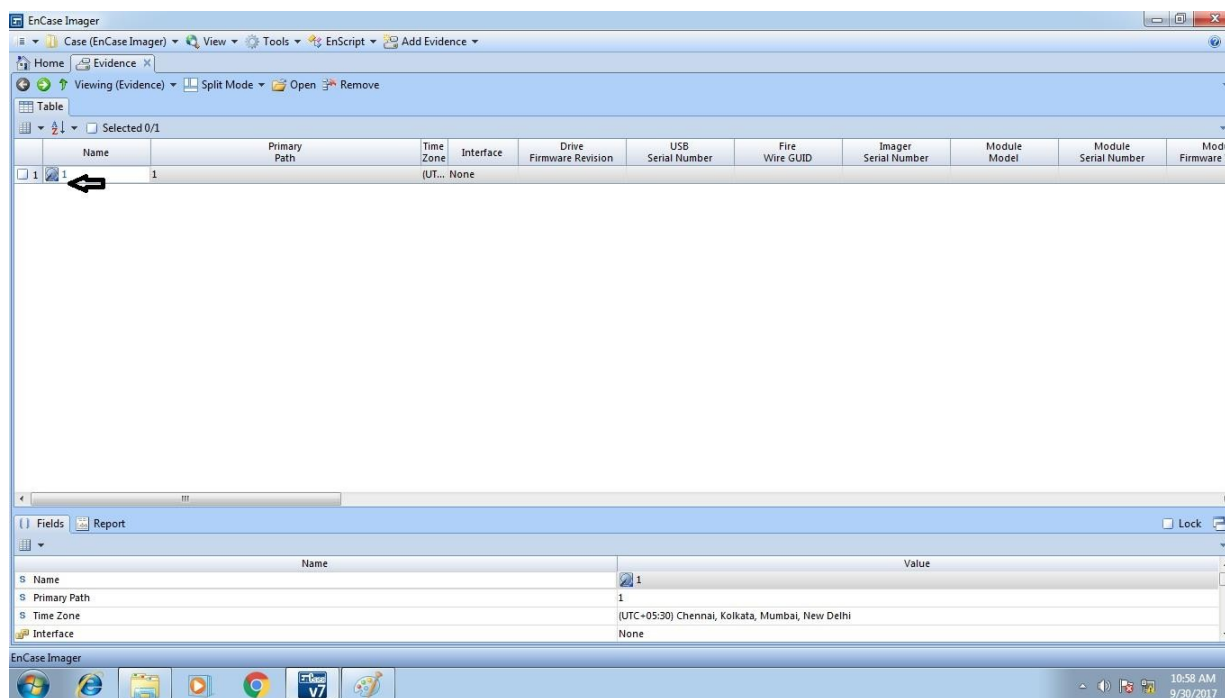 EnCase Imager
Case (EnCase Imager) View Tools EnScript Add Evidence
Home Evidence
Viewing (Evidence) Split Mode Open Remove
Table
Selected 0/1
Name Primary Path Time Zone Interface Drive Firmware Revision USB Serial Number Fire Wire GUID Imager Serial Number Module Model Module Serial Number Mod Firmware
1 1 1 (UT... None
Fields Report Lock
Name Value
S Name 1
S Primary Path 1
S Time Zone (UTC+05:30) Chennai, Kolkata, Mumbai, New Delhi
Interface None
EnCase Imager
EnCase v7 10:58 AM
9/30/2017